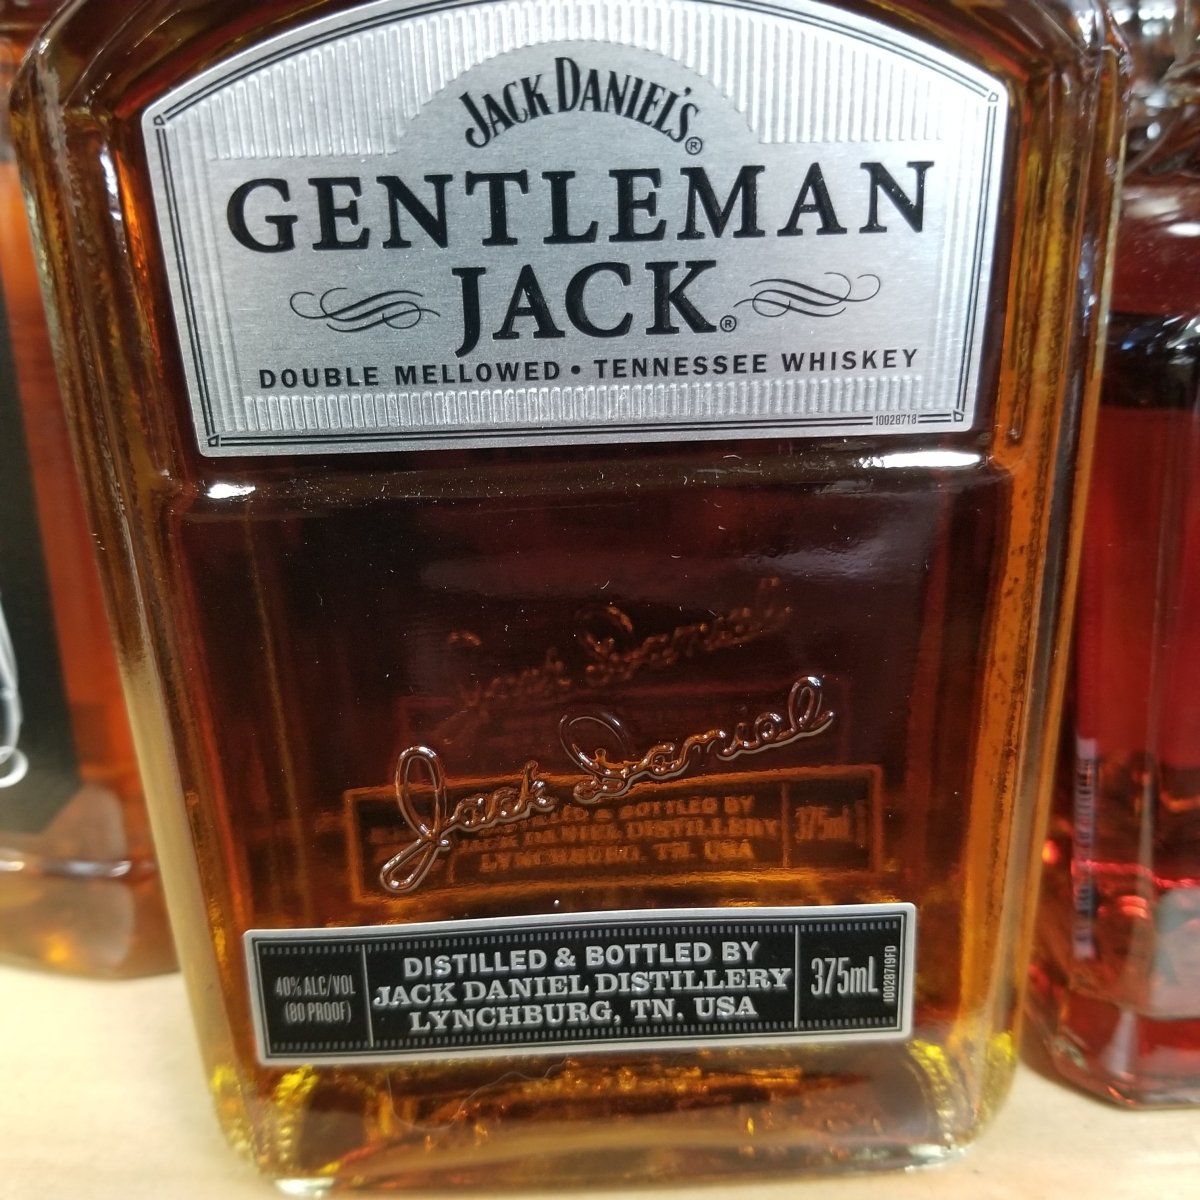 JACK DANIEL'S®
GENTLEMAN
JACK®
DOUBLE MELLOWED • TENNESSEE WHISKEY
10028718
Jack Daniel
40% ALC/VOL
(80 PROOF)
DISTILLED & BOTTLED BY
JACK DANIEL DISTILLERY
LYNCHBURG, TN. USA
375mL
10028719FD